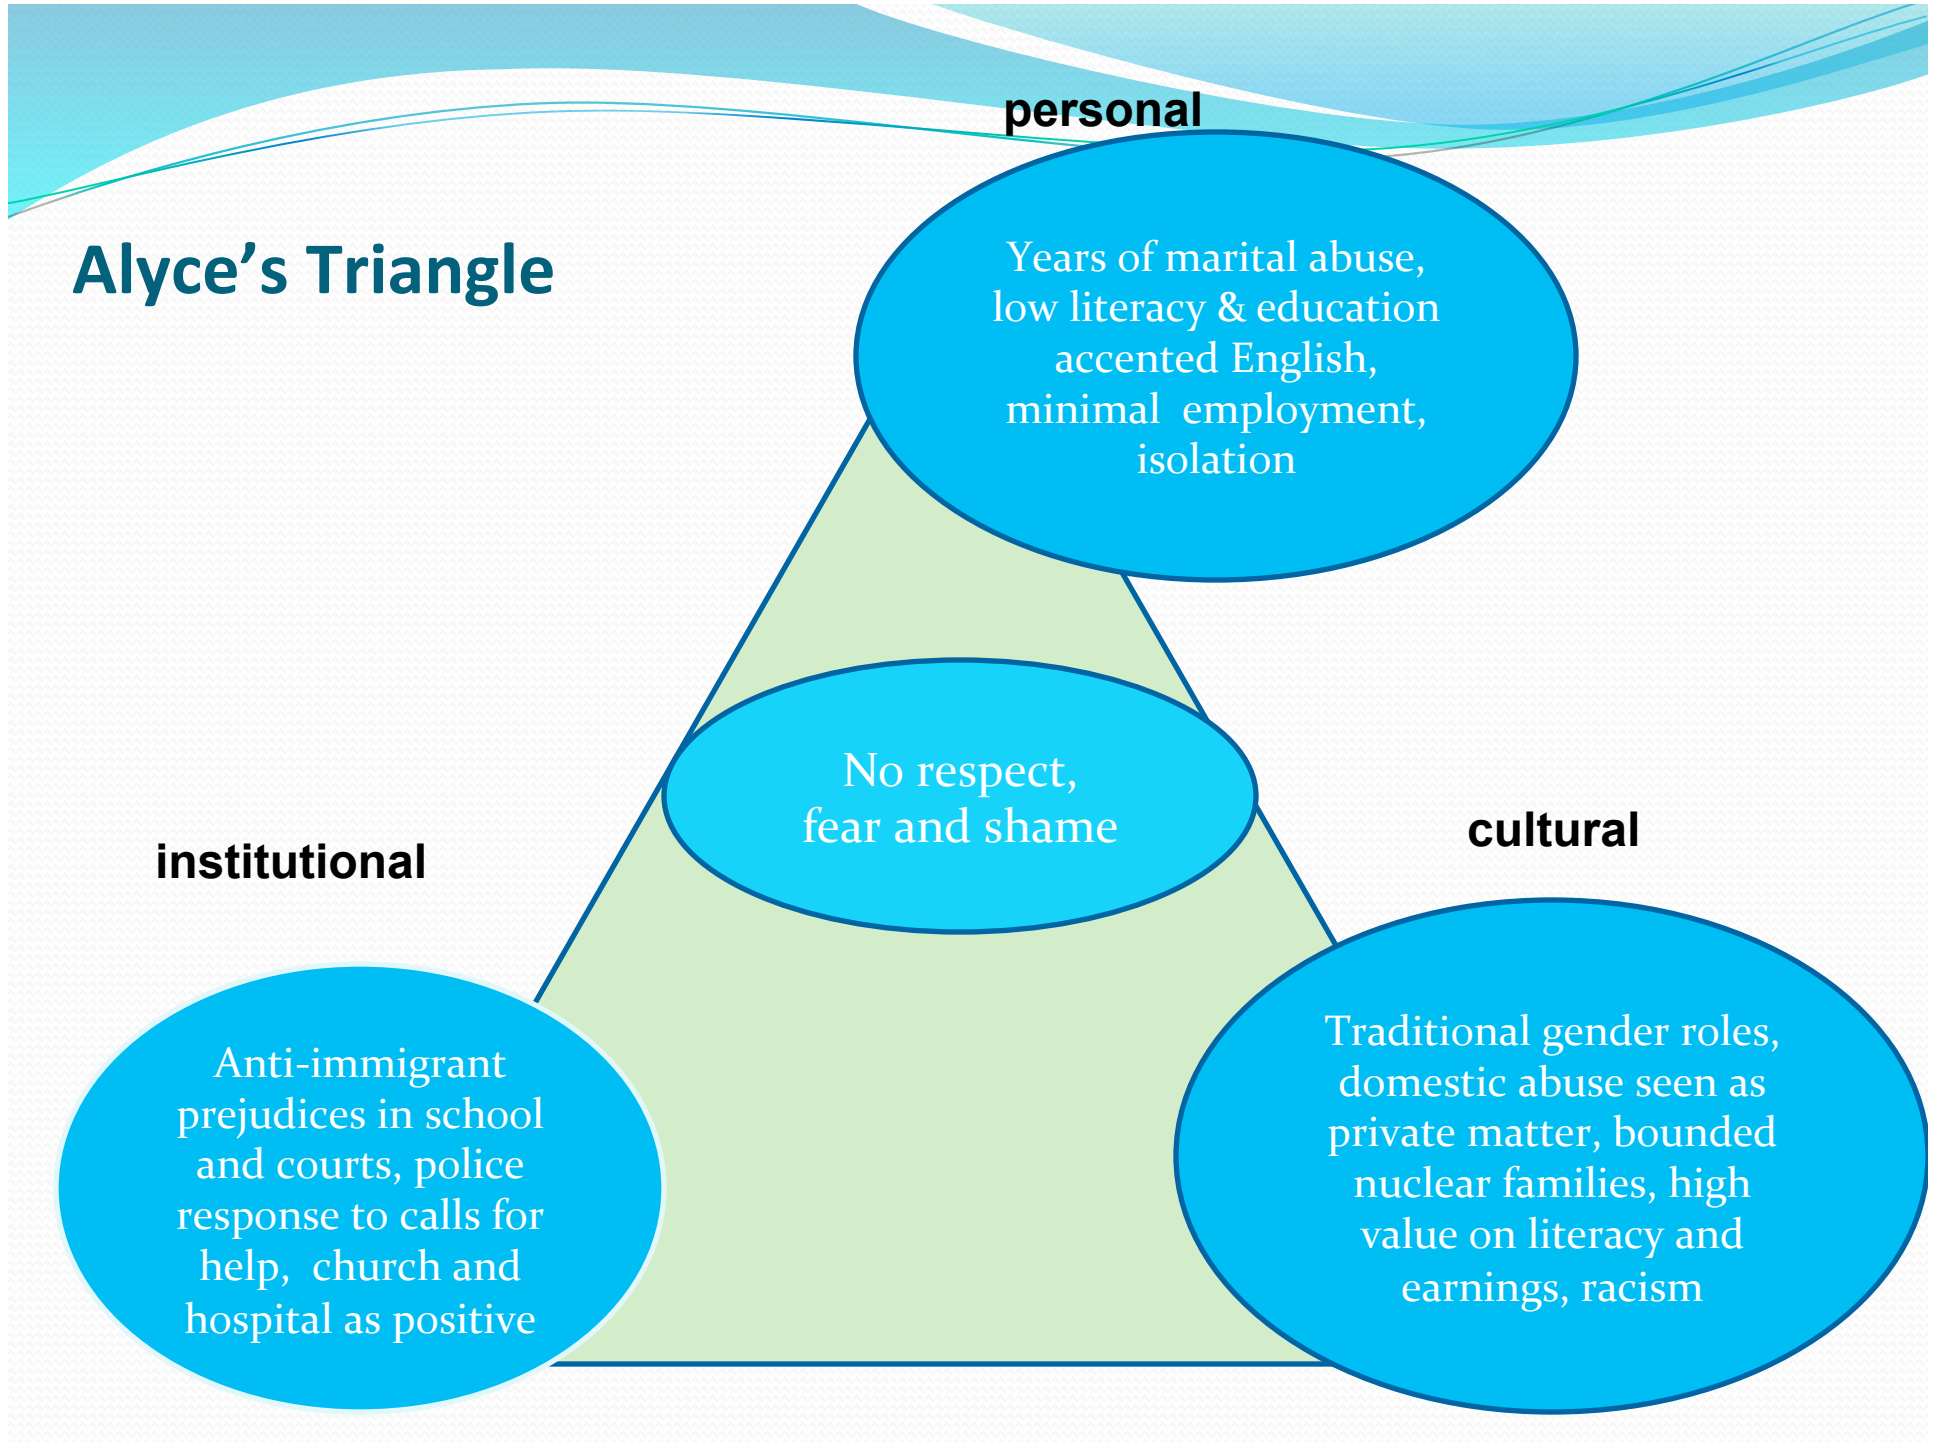 personal
Alyce’s Triangle
Years of marital abuse,
low literacy & education
accented English,
minimal  employment,
isolation
No respect,
fear and shame
institutional
cultural
Anti-immigrant
prejudices in school
and courts, police
response to calls for
help,  church and
hospital as positive
Traditional gender roles,
domestic abuse seen as
private matter, bounded
nuclear families, high
value on literacy and
earnings, racism